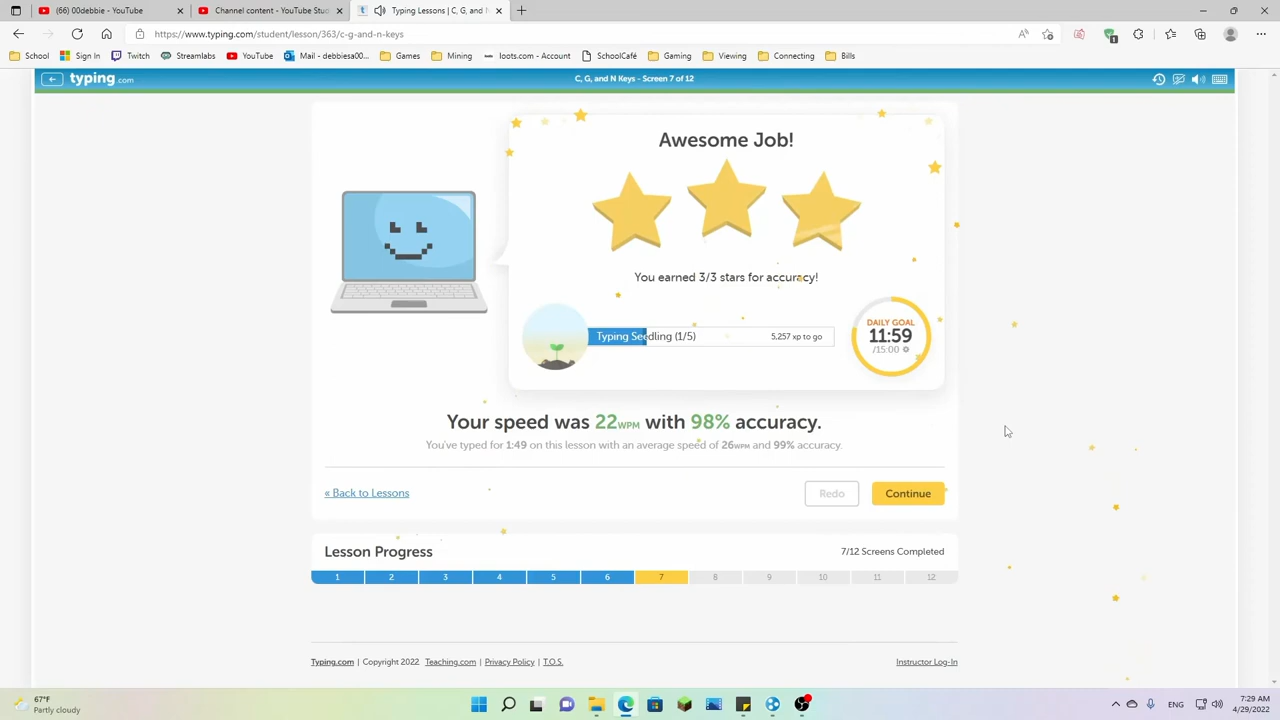 (66) 00debbie - YouTube
Channel content - YouTube Stud
Typing Lessons | C, G, and N
https://www.typing.com/student/lesson/363/c-g-and-n-keys
School Sign In Twitch Streamlabs YouTube Mail - debbiesa00... Games Mining loots.com - Account SchoolCafé Gaming Viewing Connecting Bills
typing.com
C, G, and N Keys - Screen 7 of 12
Awesome Job!
You earned 3/3 stars for accuracy!
Typing Seedling (1/5) 5,257 xp to go
DAILY GOAL
11:59
/15:00
Your speed was 22WPM with 98% accuracy.
You've typed for 1:49 on this lesson with an average speed of 26WPM and 99% accuracy.
« Back to Lessons
Redo
Continue
Lesson Progress 7/12 Screens Completed
1 2 3 4 5 6 7 8 9 10 11 12
Typing.com | Copyright 2022 Teaching.com | Privacy Policy | T.O.S. Instructor Log-In
67°F
Partly cloudy
ENG
7:29 AM
4/29/2022